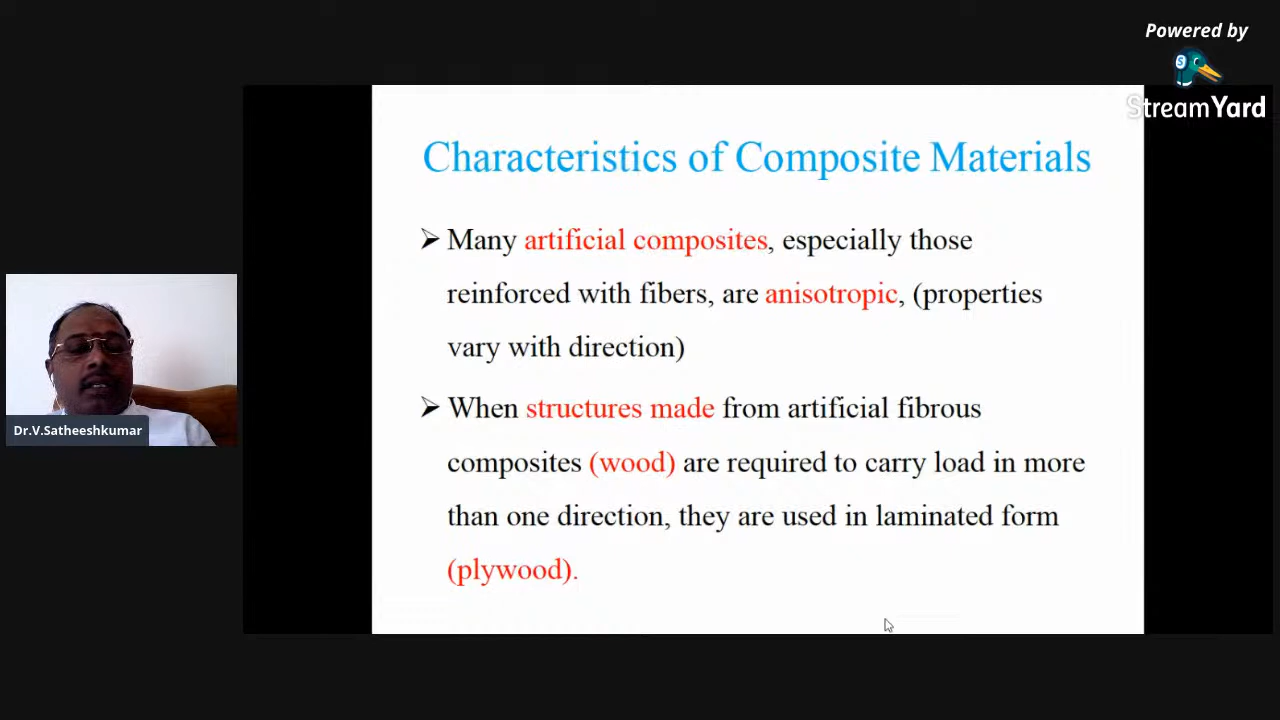 Powered by
StreamYard
Characteristics of Composite Materials
Many artificial composites, especially those
reinforced with fibers, are anisotropic, (properties
vary with direction)
When structures made from artificial fibrous
composites (wood) are required to carry load in more
than one direction, they are used in laminated form
(plywood).
Dr.V.Satheeshkumar